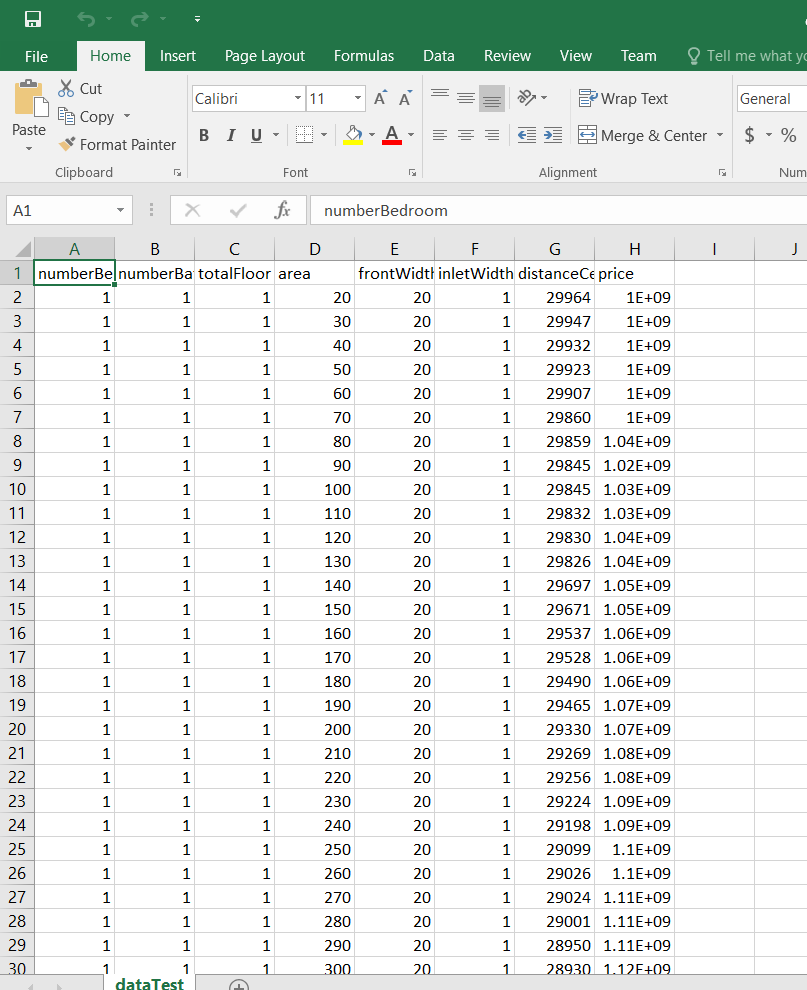 File Home Insert Page Layout Formulas Data Review View Team Tell me what yo
Cut
Copy
Format Painter
Paste
Clipboard
Calibri 11 A A
B I U A
Font
Wrap Text
Merge & Center
Alignment
General
$ %
Num
A1 fx numberBedroom
A B C D E F G H I J
1 numberBe numberBa totalFloor area frontWidth inletWidth distanceCe price
2 1 1 1 20 20 1 29964 1E+09
3 1 1 1 30 20 1 29947 1E+09
4 1 1 1 40 20 1 29932 1E+09
5 1 1 1 50 20 1 29923 1E+09
6 1 1 1 60 20 1 29907 1E+09
7 1 1 1 70 20 1 29860 1E+09
8 1 1 1 80 20 1 29859 1.04E+09
9 1 1 1 90 20 1 29845 1.02E+09
10 1 1 1 100 20 1 29845 1.03E+09
11 1 1 1 110 20 1 29832 1.03E+09
12 1 1 1 120 20 1 29830 1.04E+09
13 1 1 1 130 20 1 29826 1.04E+09
14 1 1 1 140 20 1 29697 1.05E+09
15 1 1 1 150 20 1 29671 1.05E+09
16 1 1 1 160 20 1 29537 1.06E+09
17 1 1 1 170 20 1 29528 1.06E+09
18 1 1 1 180 20 1 29490 1.06E+09
19 1 1 1 190 20 1 29465 1.07E+09
20 1 1 1 200 20 1 29330 1.07E+09
21 1 1 1 210 20 1 29269 1.08E+09
22 1 1 1 220 20 1 29256 1.08E+09
23 1 1 1 230 20 1 29224 1.09E+09
24 1 1 1 240 20 1 29198 1.09E+09
25 1 1 1 250 20 1 29099 1.1E+09
26 1 1 1 260 20 1 29026 1.1E+09
27 1 1 1 270 20 1 29024 1.11E+09
28 1 1 1 280 20 1 29001 1.11E+09
29 1 1 1 290 20 1 28950 1.11E+09
30 1 1 1 300 20 1 28930 1.12E+09
dataTest